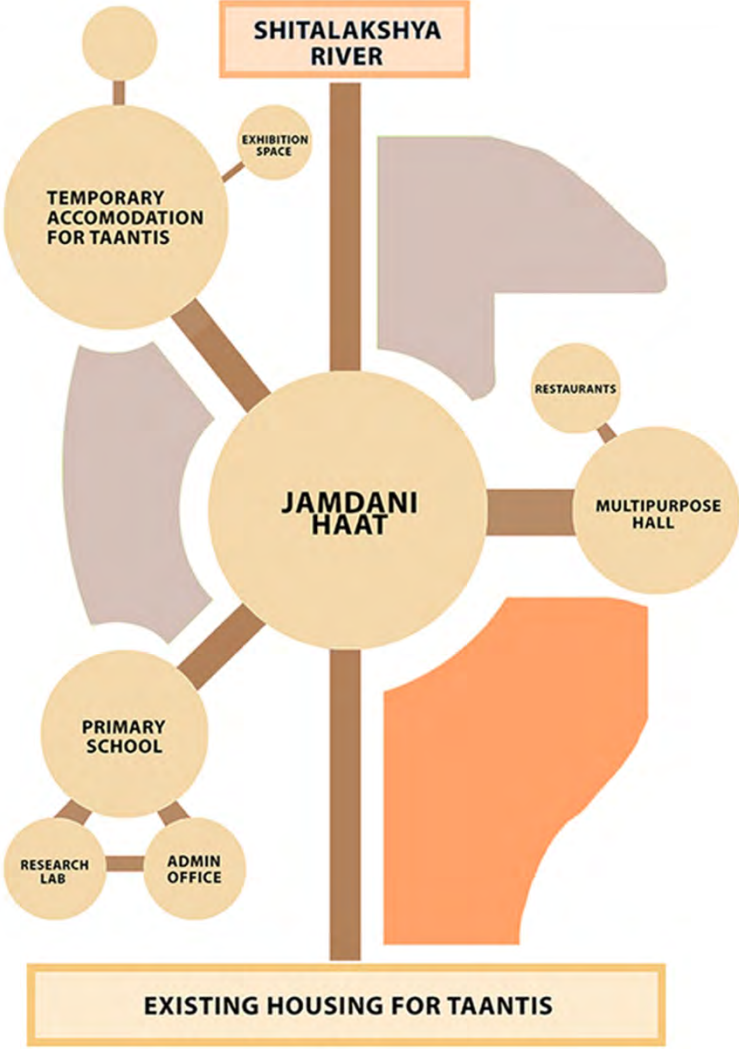 SHITALAKSHYA
RIVER
EXHIBITION
SPACE
TEMPORARY
ACCOMODATION
FOR TAANTIS
RESTAURANTS
JAMDANI
HAAT
MULTIPURPOSE
HALL
PRIMARY
SCHOOL
RESEARCH
LAB
ADMIN
OFFICE
EXISTING HOUSING FOR TAANTIS